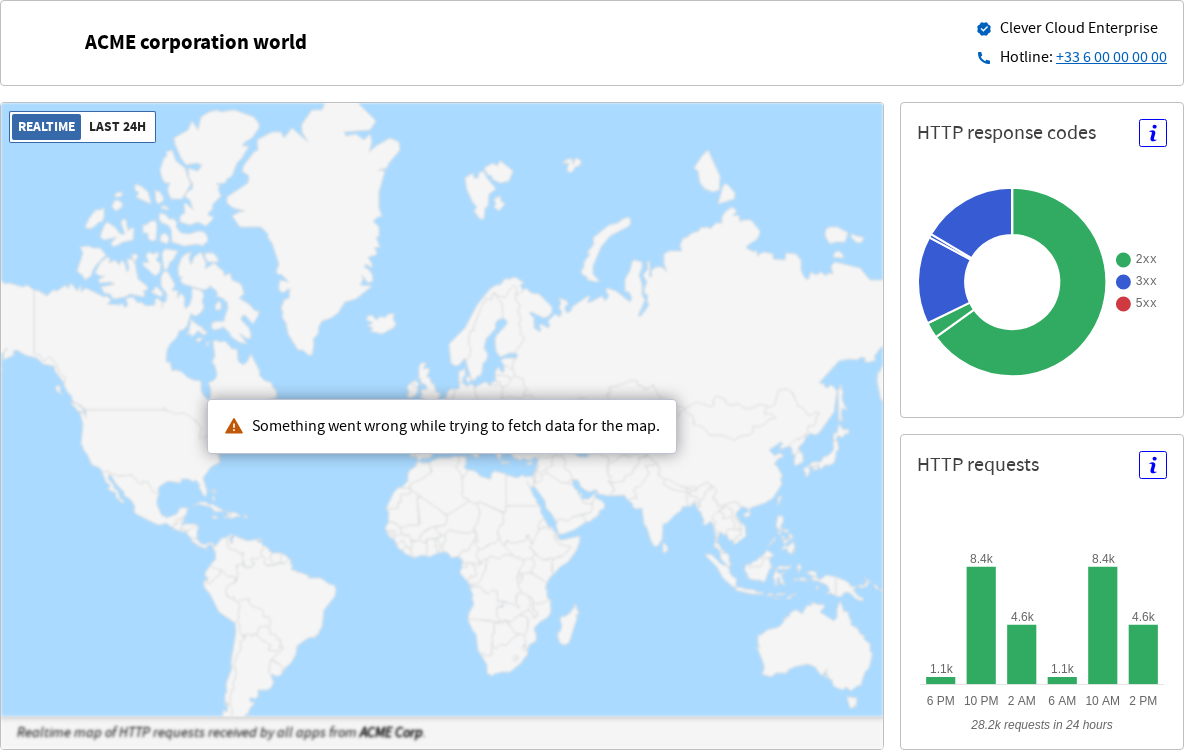 ACME corporation world
Clever Cloud Enterprise
Hotline: +33 6 00 00 00 00
REALTIME LAST 24H
Something went wrong while trying to fetch data for the map.
Realtime map of HTTP requests received by all apps from ACME Corp.
HTTP response codes
i
2xx
3xx
5xx
HTTP requests
i
8.4k 8.4k
4.6k 4.6k
1.1k 1.1k
6 PM 10 PM 2 AM 6 AM 10 AM 2 PM
28.2k requests in 24 hours